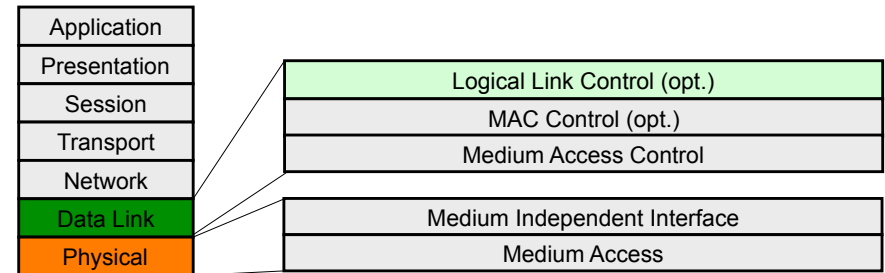 Application
Presentation
Session
Transport
Network
Data Link
Physical
Logical Link Control (opt.)
MAC Control (opt.)
Medium Access Control
Medium Independent Interface
Medium Access